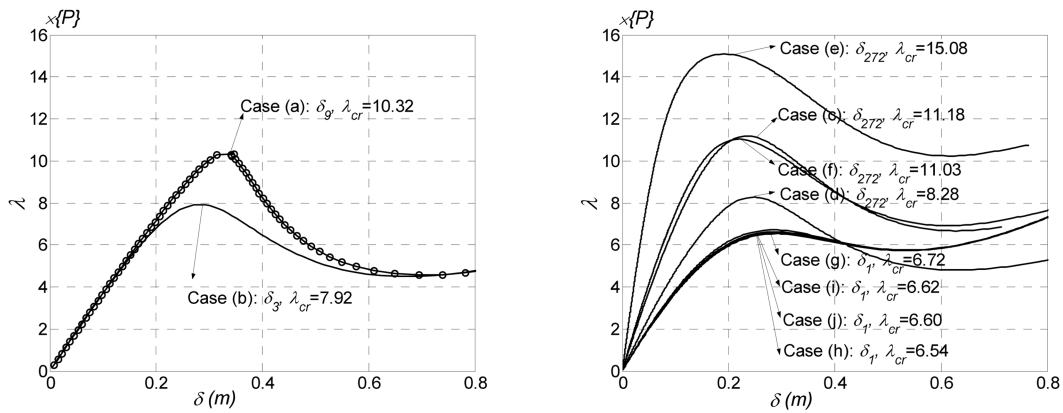 ×{P}
16
14
12
10
8
6
4
2
0
λ
Case (a): δ9, λcr=10.32
Case (b): δ3, λcr=7.92
0
0.2
0.4
0.6
0.8
δ (m)
×{P}
16
14
12
10
8
6
4
2
0
λ
Case (e): δ272, λcr=15.08
Case (c): δ272, λcr=11.18
Case (f): δ272, λcr=11.03
Case (d): δ272, λcr=8.28
Case (g): δ1, λcr=6.72
Case (i): δ1, λcr=6.62
Case (j): δ1, λcr=6.60
Case (h): δ1, λcr=6.54
0
0.2
0.4
0.6
0.8
δ (m)